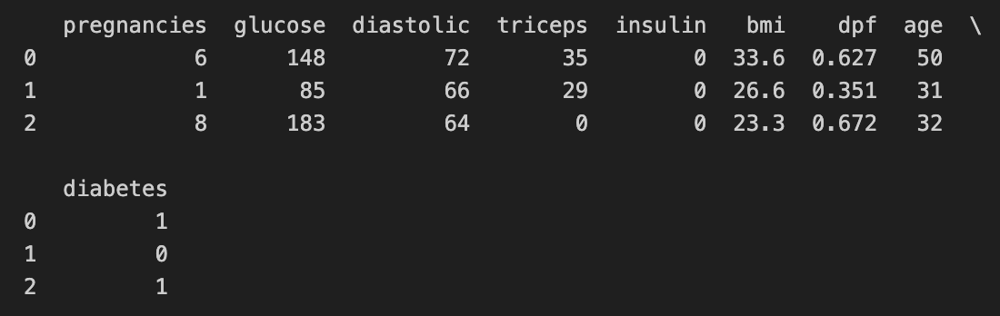 pregnancies  glucose  diastolic  triceps  insulin   bmi    dpf  age  \
0            6      148         72       35        0  33.6  0.627   50
1            1       85         66       29        0  26.6  0.351   31
2            8      183         64        0        0  23.3  0.672   32

   diabetes
0         1
1         0
2         1